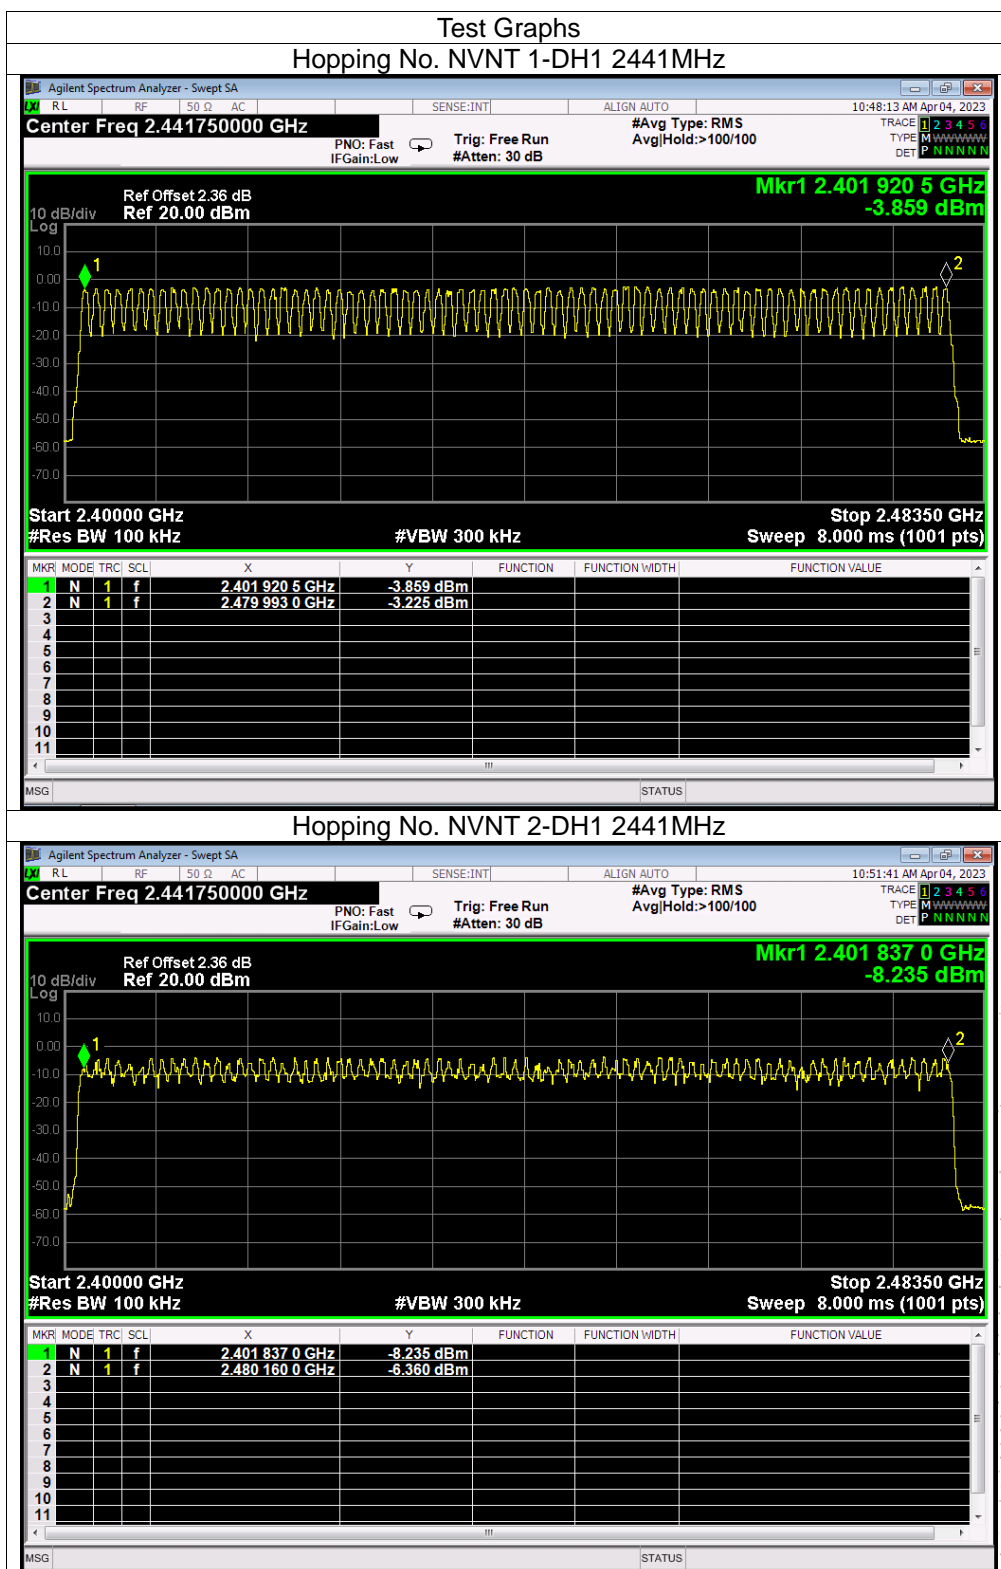 Test Graphs
Hopping No. NVNT 1-DH1 2441MHz
Agilent Spectrum Analyzer - Swept SA
LXI RL RF 50 Ω AC SENSE:INT ALIGN AUTO 10:48:13 AM Apr 04, 2023
Center Freq 2.441750000 GHz #Avg Type: RMS TRACE 1 2 3 4 5 6
PNO: Fast Trig: Free Run Avg|Hold:>100/100 TYPE M WWWWW
IFGain:Low #Atten: 30 dB DET P N N N N N
Mkr1 2.401 920 5 GHz
Ref Offset 2.36 dB
10 dB/div Ref 20.00 dBm -3.859 dBm
Log
10.0
1 2
0.00
-10.0
-20.0
-30.0
-40.0
-50.0
-60.0
-70.0
Start 2.40000 GHz Stop 2.48350 GHz
#Res BW 100 kHz #VBW 300 kHz Sweep 8.000 ms (1001 pts)
MKR MODE TRC SCL X Y FUNCTION FUNCTION WIDTH FUNCTION VALUE
1 N 1 f 2.401 920 5 GHz -3.859 dBm
2 N 1 f 2.479 993 0 GHz -3.225 dBm
3
4
5
6
7
8
9
10
11
MSG STATUS
Hopping No. NVNT 2-DH1 2441MHz
Agilent Spectrum Analyzer - Swept SA
LXI RL RF 50 Ω AC SENSE:INT ALIGN AUTO 10:51:41 AM Apr 04, 2023
Center Freq 2.441750000 GHz #Avg Type: RMS TRACE 1 2 3 4 5 6
PNO: Fast Trig: Free Run Avg|Hold:>100/100 TYPE M WWWWW
IFGain:Low #Atten: 30 dB DET P N N N N N
Mkr1 2.401 837 0 GHz
Ref Offset 2.36 dB
10 dB/div Ref 20.00 dBm -8.235 dBm
Log
10.0
1 2
0.00
-10.0
-20.0
-30.0
-40.0
-50.0
-60.0
-70.0
Start 2.40000 GHz Stop 2.48350 GHz
#Res BW 100 kHz #VBW 300 kHz Sweep 8.000 ms (1001 pts)
MKR MODE TRC SCL X Y FUNCTION FUNCTION WIDTH FUNCTION VALUE
1 N 1 f 2.401 837 0 GHz -8.235 dBm
2 N 1 f 2.480 160 0 GHz -6.360 dBm
3
4
5
6
7
8
9
10
11
MSG STATUS